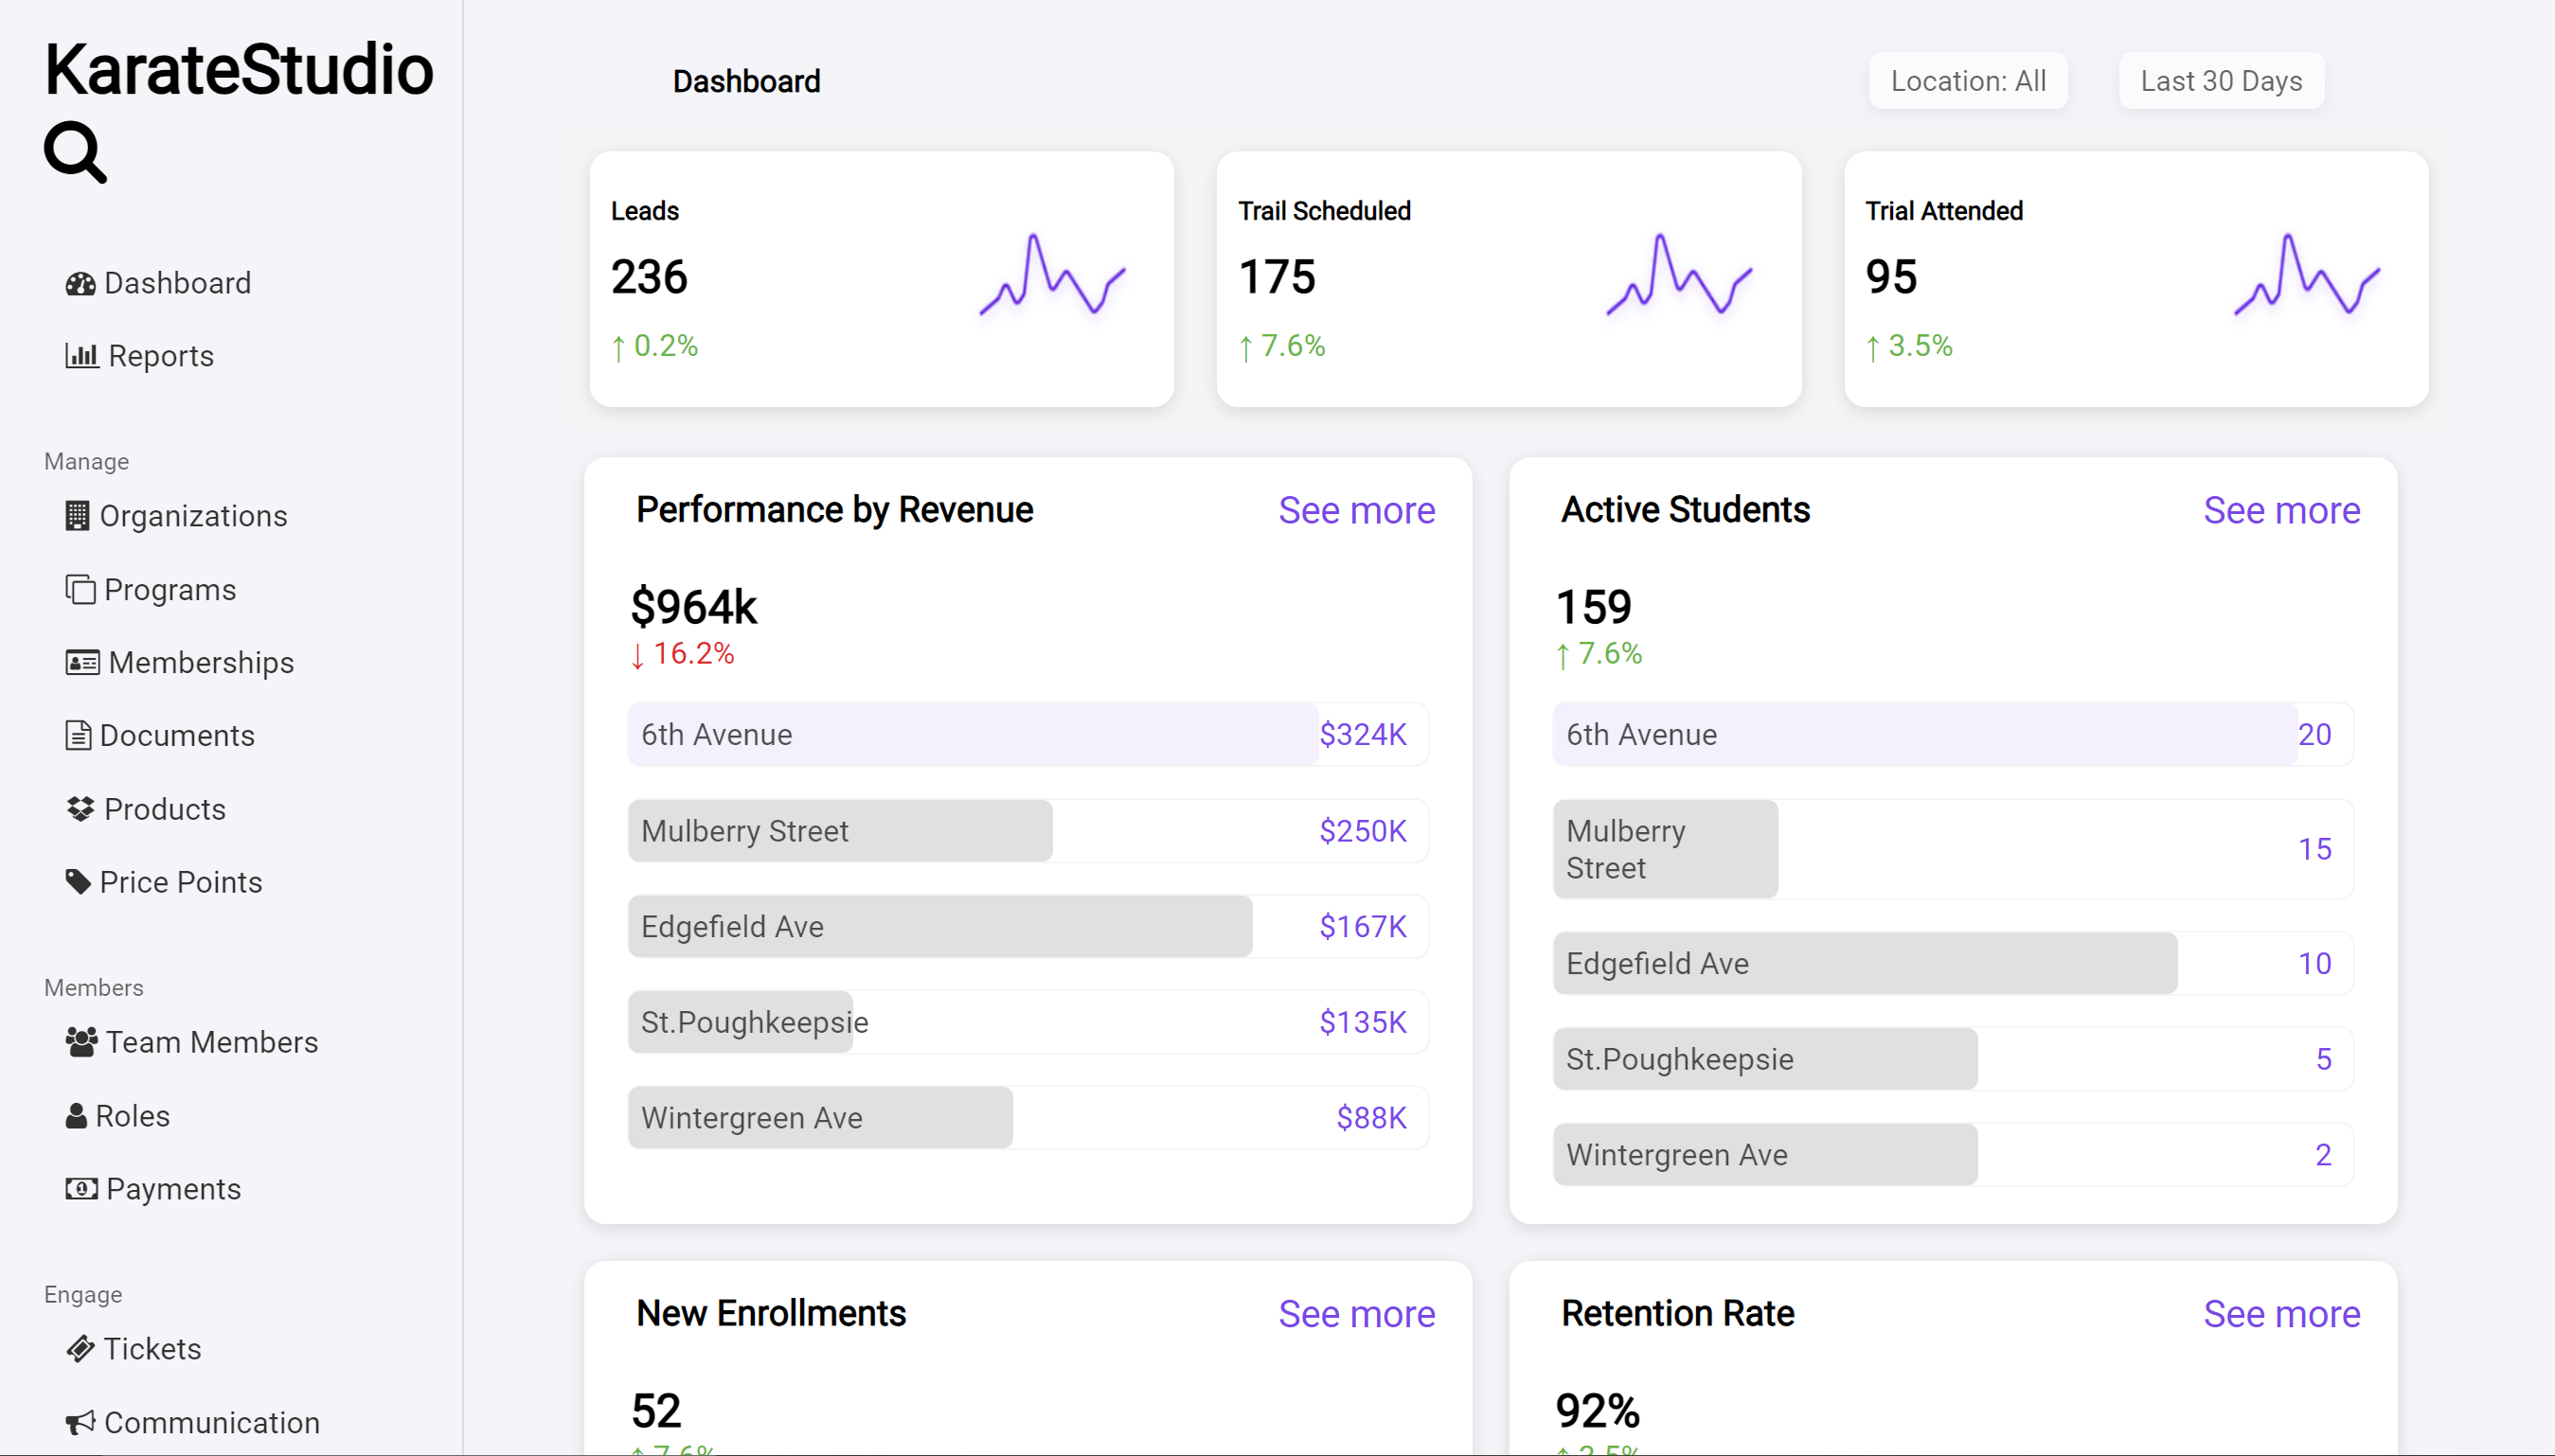 KarateStudio
Dashboard
Reports
Manage
Organizations
Programs
Memberships
Documents
Products
Price Points
Members
Team Members
Roles
Payments
Engage
Tickets
Communication
Dashboard
Location: All
Last 30 Days
Leads
236
↑ 0.2%
Trail Scheduled
175
↑ 7.6%
Trial Attended
95
↑ 3.5%
Performance by Revenue
See more
$964k
↓ 16.2%
6th Avenue
$324K
Mulberry Street
$250K
Edgefield Ave
$167K
St.Poughkeepsie
$135K
Wintergreen Ave
$88K
Active Students
See more
159
↑ 7.6%
6th Avenue
20
Mulberry
Street
15
Edgefield Ave
10
St.Poughkeepsie
5
Wintergreen Ave
2
New Enrollments
See more
52
↑ 7.6%
Retention Rate
See more
92%
↑ 3.5%